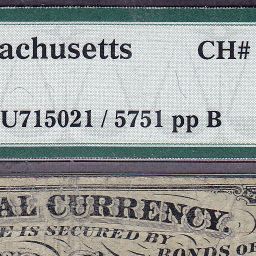 achusetts CH#
U715021 / 5751 pp B
AL CURRENCY.
E IS SECURED BY
BONDS OF